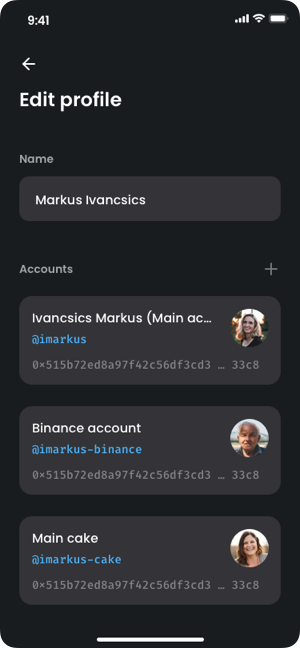 9:41
Edit profile
Name
Markus Ivancsics
Accounts
Ivancsics Markus (Main ac...
@imarkus
0×515b72ed8a97f42c56df3cd3 … 33c8
Binance account
@imarkus-binance
0×515b72ed8a97f42c56df3cd3 … 33c8
Main cake
@imarkus-cake
0×515b72ed8a97f42c56df3cd3 … 33c8